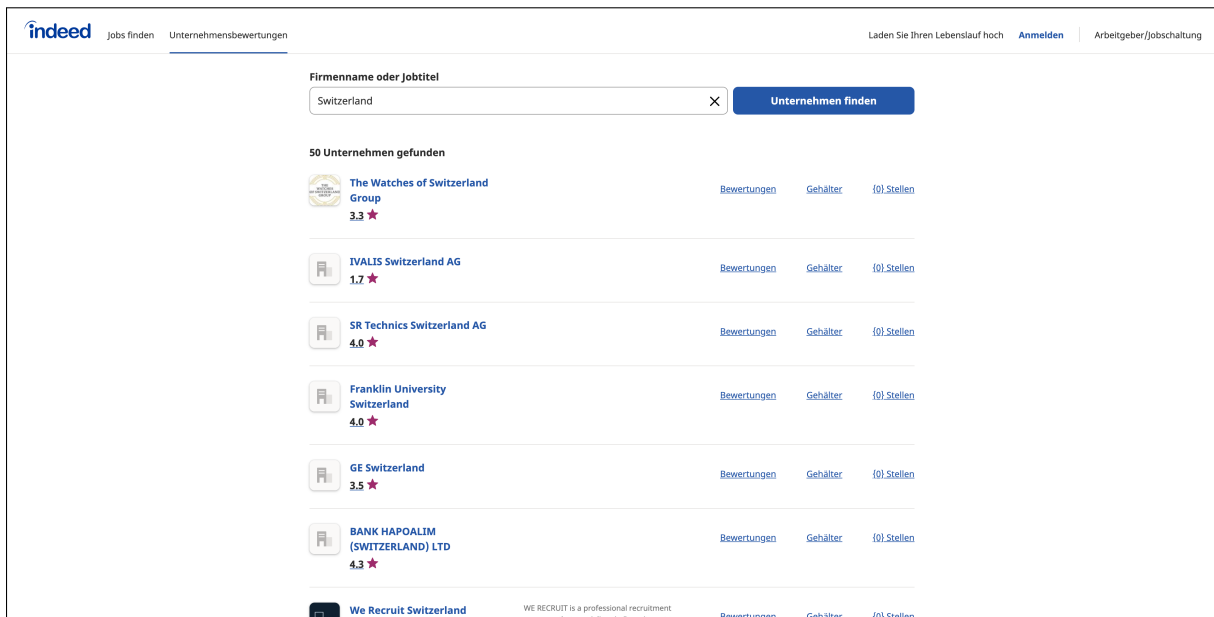 indeed Jobs finden Unternehmensbewertungen Laden Sie Ihren Lebenslauf hoch Anmelden Arbeitgeber/Jobschaltung
Firmenname oder Jobtitel
Switzerland Unternehmen finden
50 Unternehmen gefunden
The Watches of Switzerland
Group
3.3
Bewertungen Gehälter {0} Stellen
IVALIS Switzerland AG
1.7
Bewertungen Gehälter {0} Stellen
SR Technics Switzerland AG
4.0
Bewertungen Gehälter {0} Stellen
Franklin University
Switzerland
4.0
Bewertungen Gehälter {0} Stellen
GE Switzerland
3.5
Bewertungen Gehälter {0} Stellen
BANK HAPOALIM
(SWITZERLAND) LTD
4.3
Bewertungen Gehälter {0} Stellen
We Recruit Switzerland
WE RECRUIT is a professional recruitment
Bewertungen Gehälter {0} Stellen